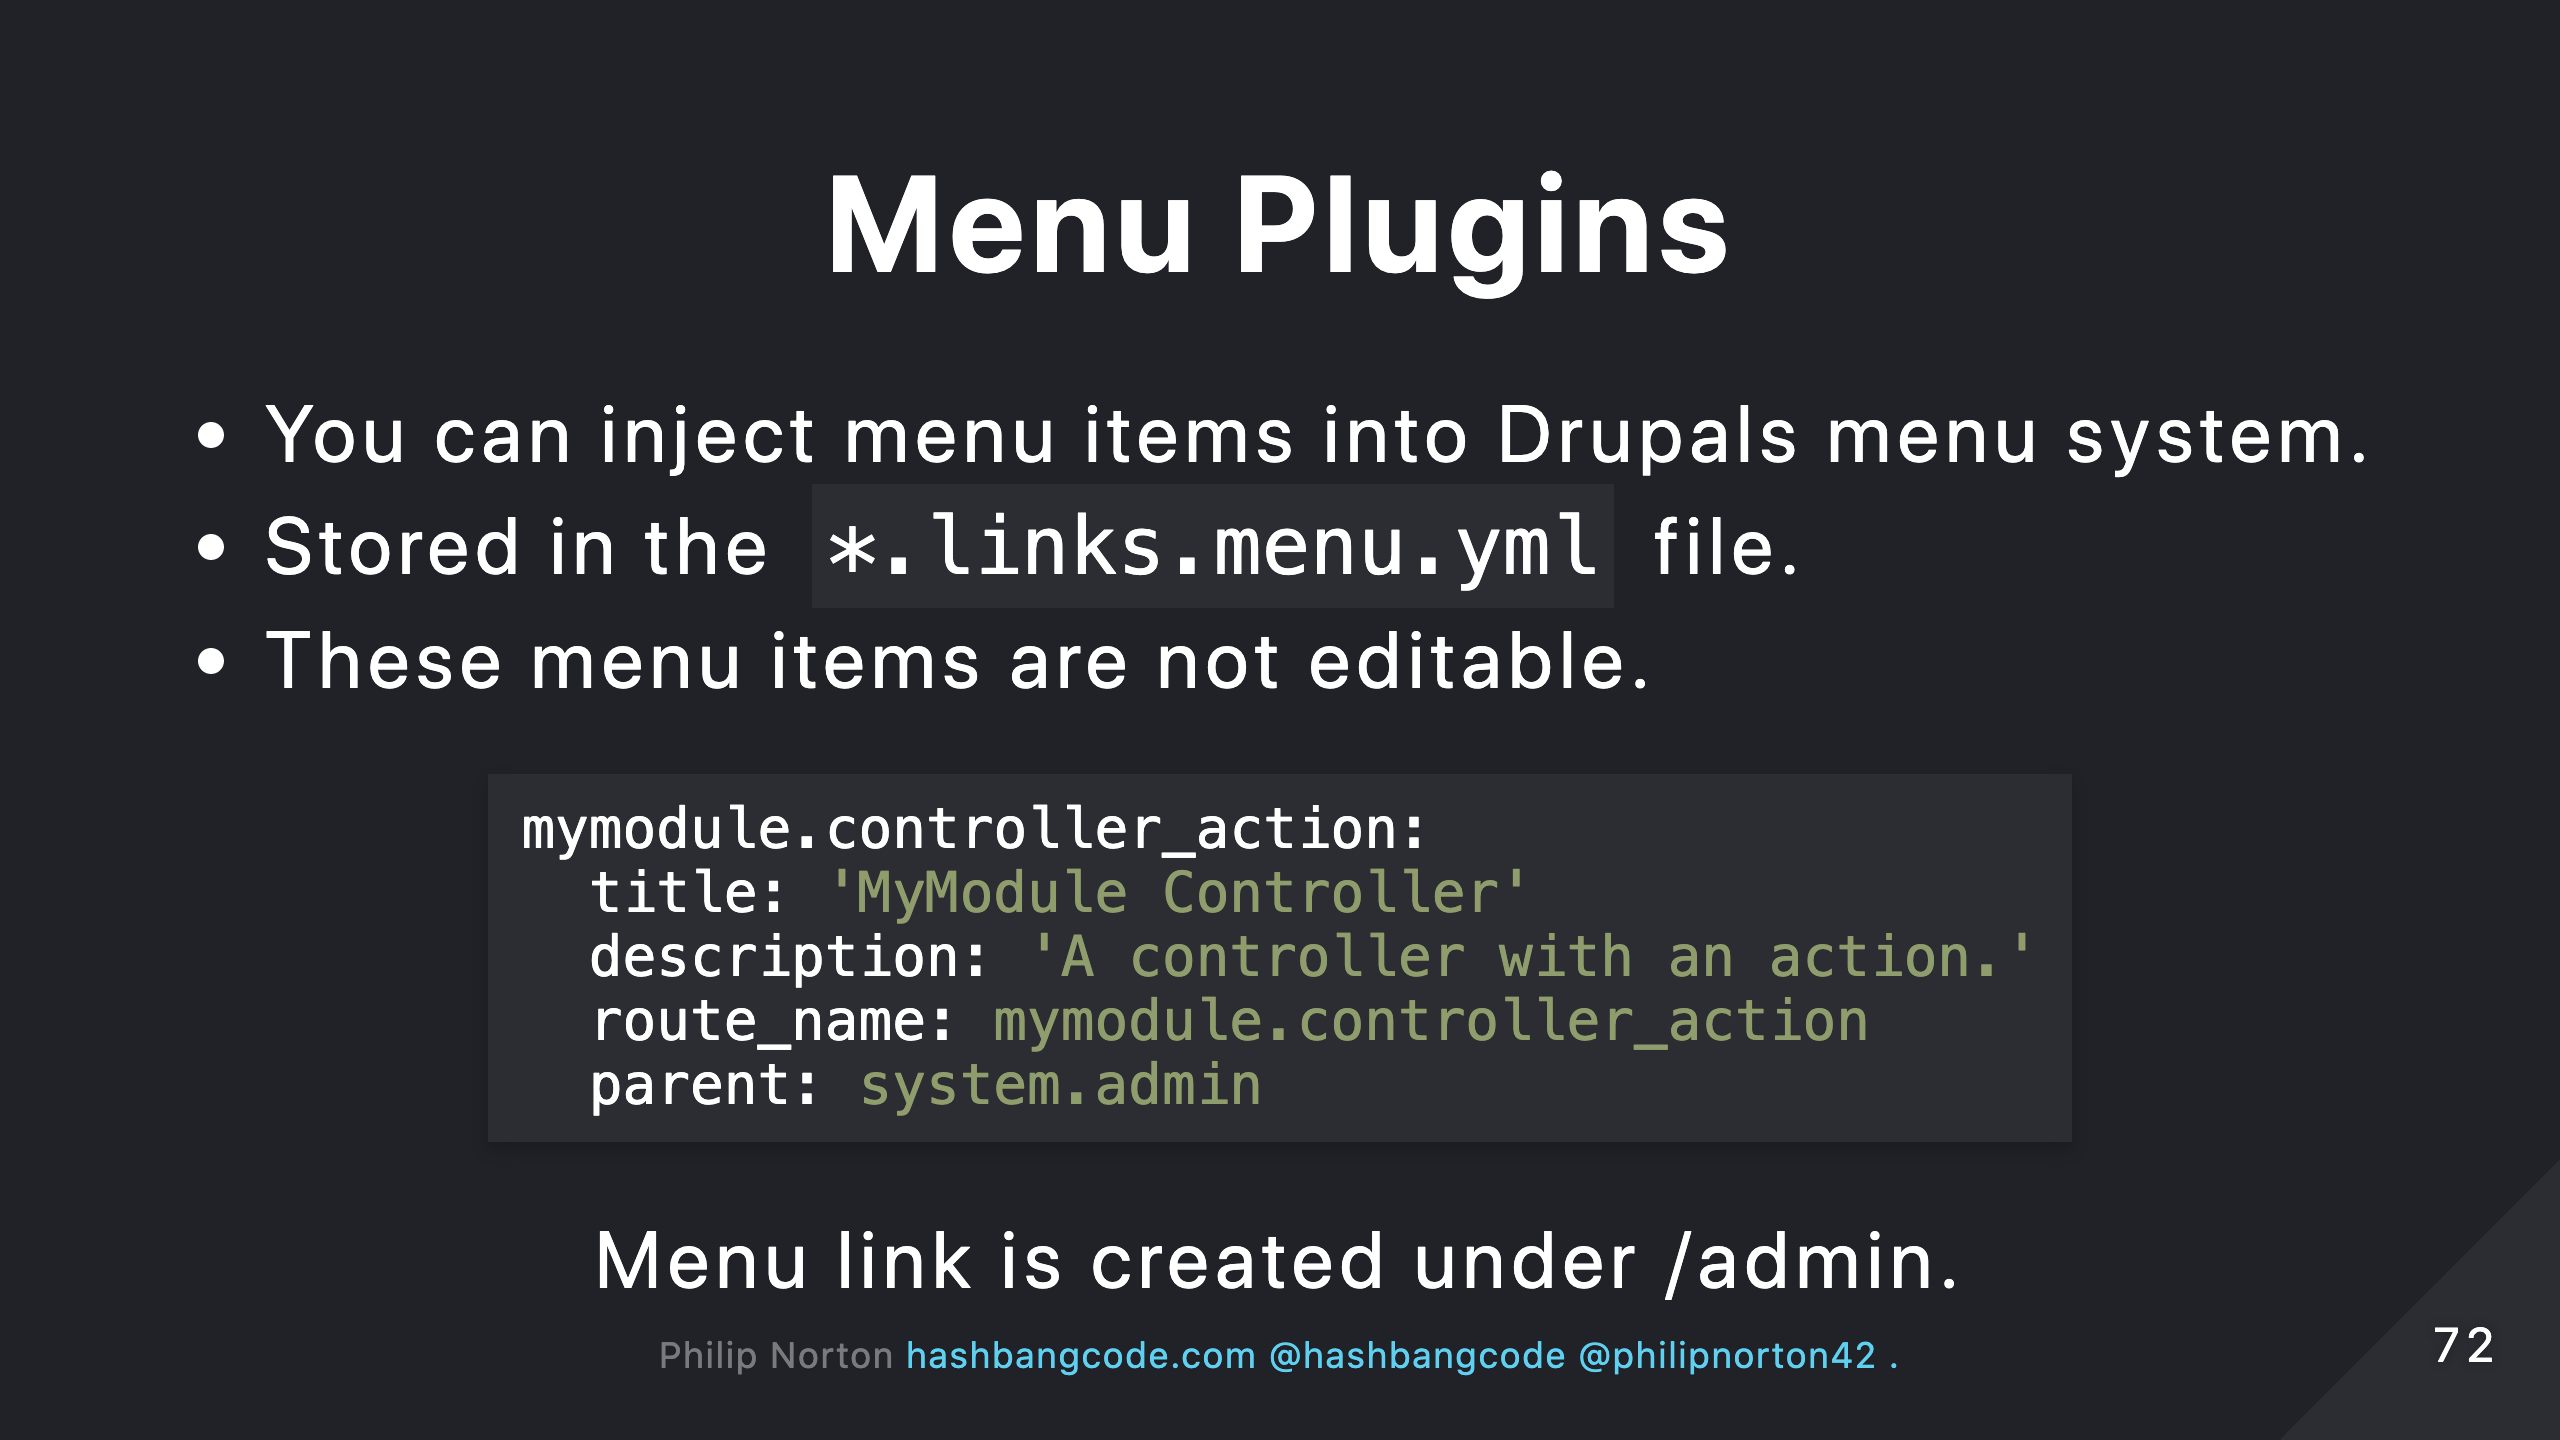 Menu Plugins
• You can inject menu items into Drupals menu system.
• Stored in the *.links.menu.yml file.
• These menu items are not editable.
mymodule.controller_action:
  title: 'MyModule Controller'
  description: 'A controller with an action.'
  route_name: mymodule.controller_action
  parent: system.admin
Menu link is created under /admin.
Philip Norton hashbangcode.com @hashbangcode @philipnorton42 .
72